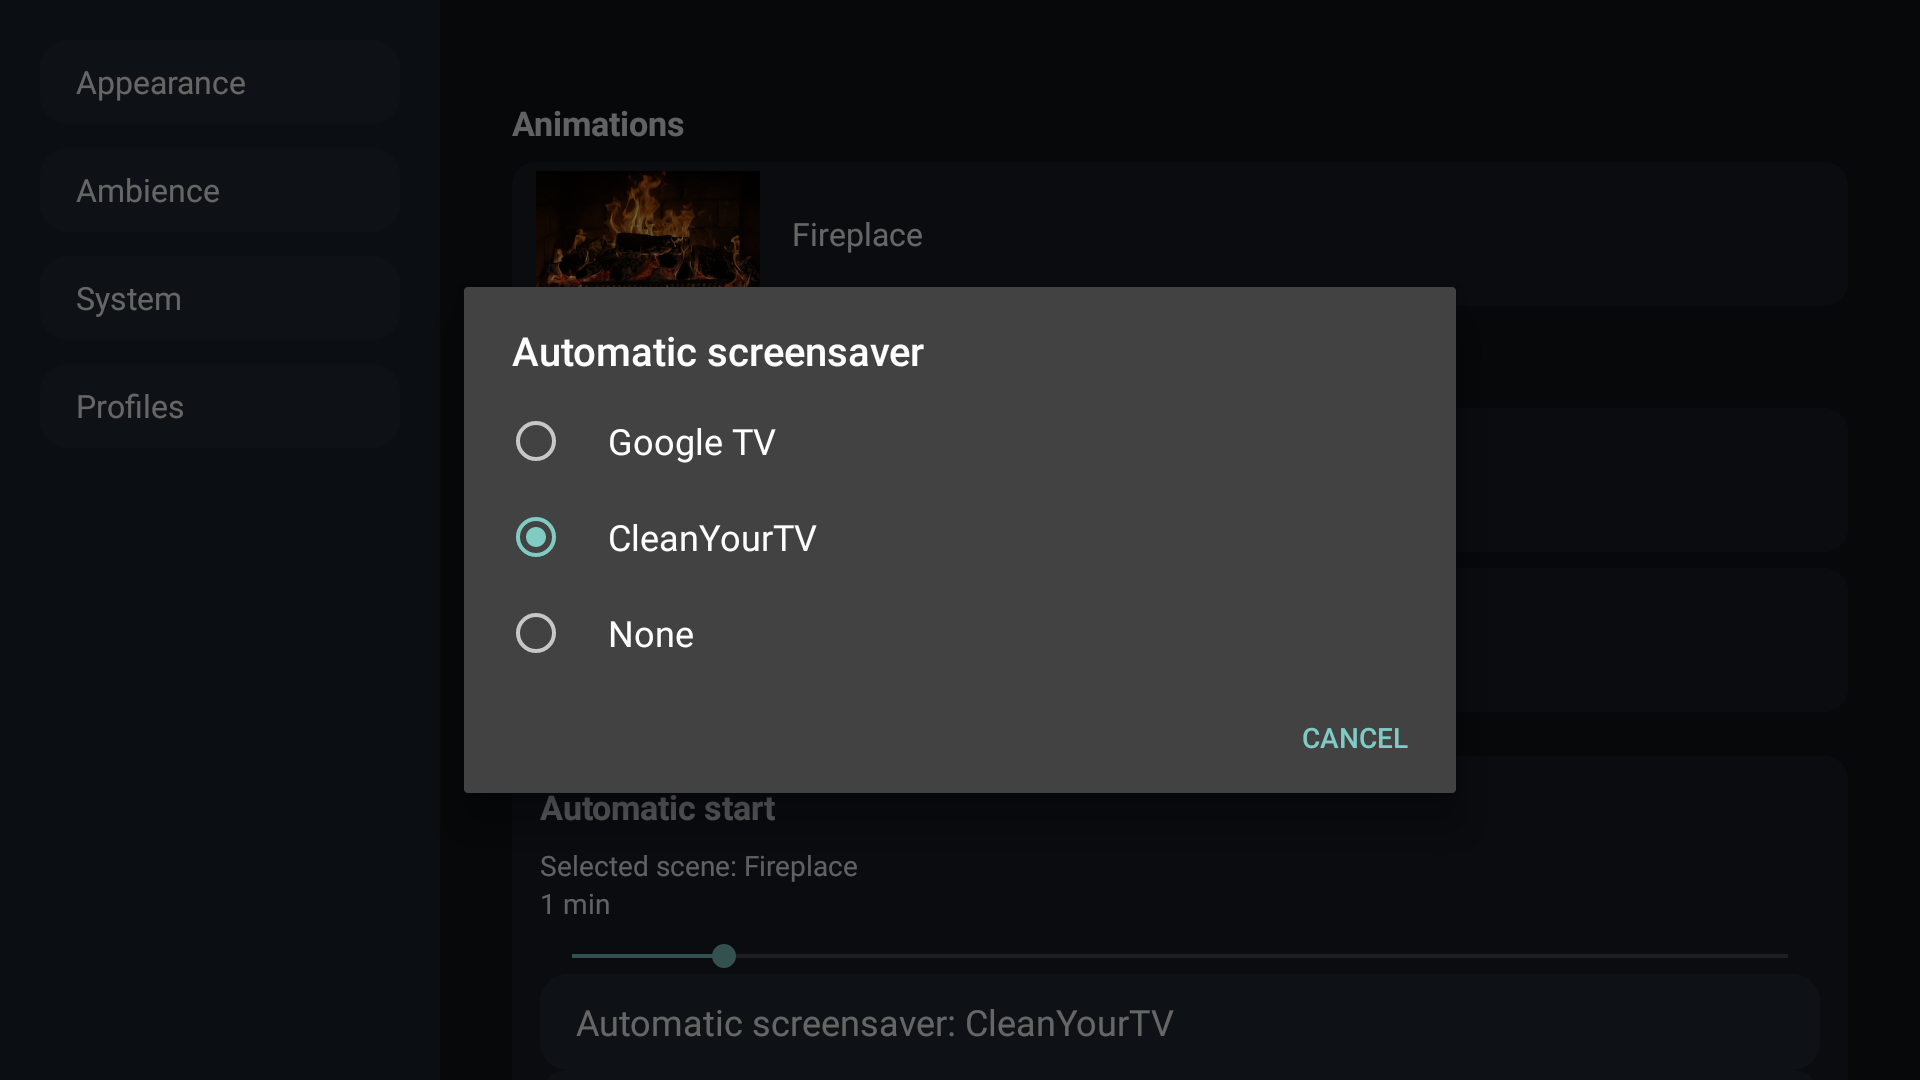 Appearance
Ambience
System
Profiles
Animations
Fireplace
Automatic screensaver
Google TV
CleanYourTV
None
CANCEL
Automatic start
Selected scene: Fireplace
1 min
Automatic screensaver: CleanYourTV